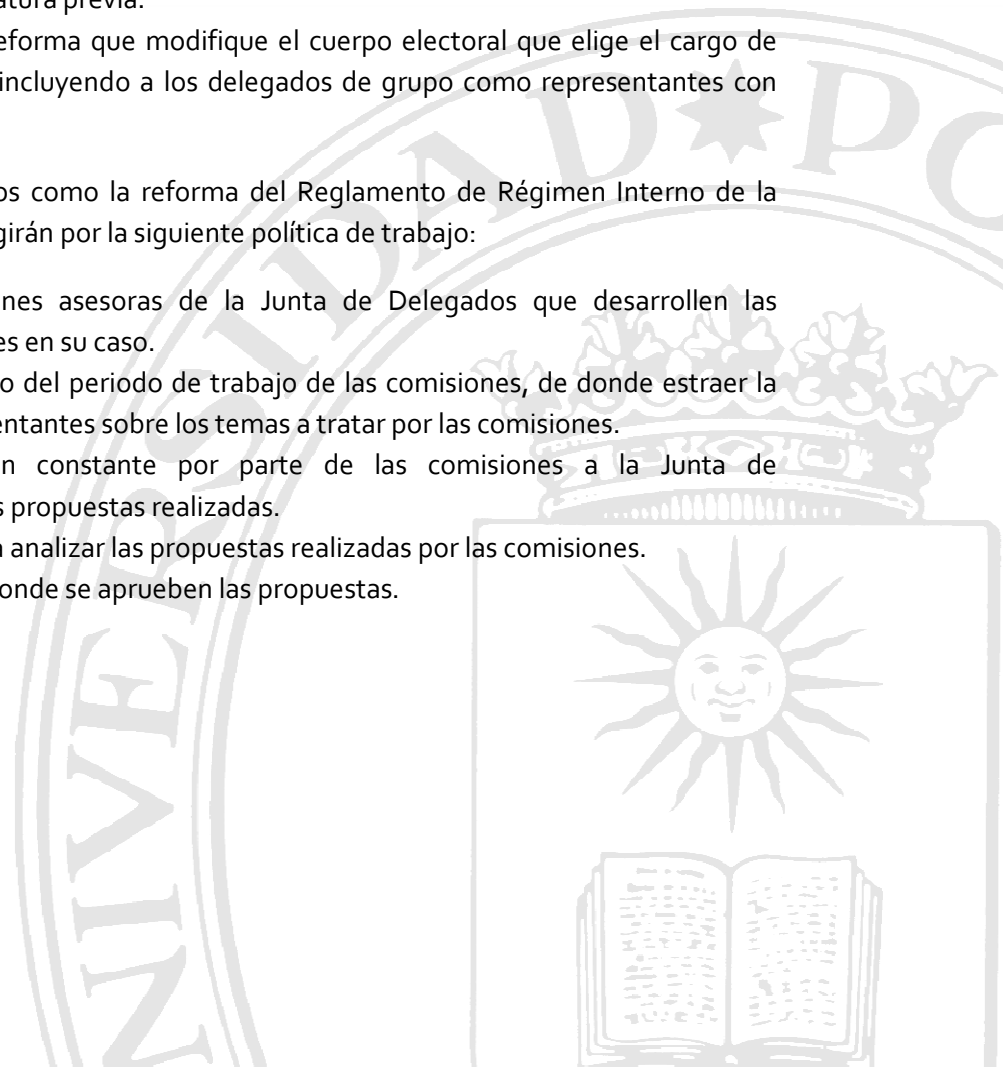 atura previa.
eforma que modifique el cuerpo electoral que elige el cargo de
incluyendo a los delegados de grupo como representantes con
os como la reforma del Reglamento de Régimen Interno de la
girán por la siguiente política de trabajo:
nes asesoras de la Junta de Delegados que desarrollen las
es en su caso.
o del periodo de trabajo de las comisiones, de donde estraer la
entantes sobre los temas a tratar por las comisiones.
n constante por parte de las comisiones a la Junta de
s propuestas realizadas.
a analizar las propuestas realizadas por las comisiones.
onde se aprueben las propuestas.
NIVERSIDAD PO